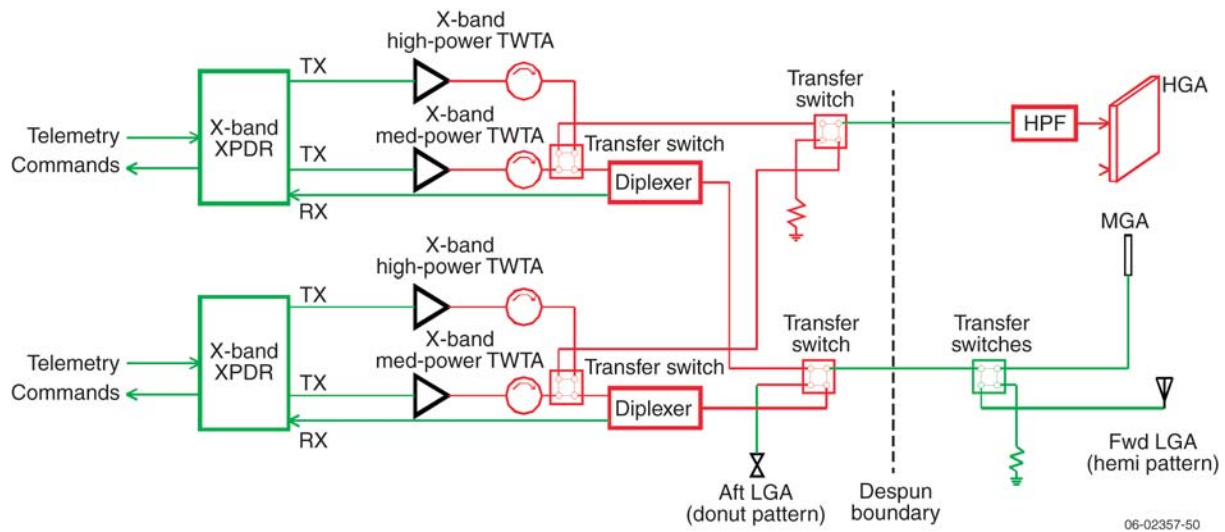 X-band
high-power TWTA
TX
X-band
XPDR
Telemetry
Commands
X-band
med-power TWTA
TX
RX
Transfer switch
Diplexer
Transfer
switch
HPF
HGA
MGA
X-band
high-power TWTA
TX
X-band
XPDR
Telemetry
Commands
X-band
med-power TWTA
TX
RX
Transfer switch
Diplexer
Transfer
switch
Transfer
switches
Aft LGA
(donut pattern)
Despun
boundary
Fwd LGA
(hemi pattern)
06-02357-50